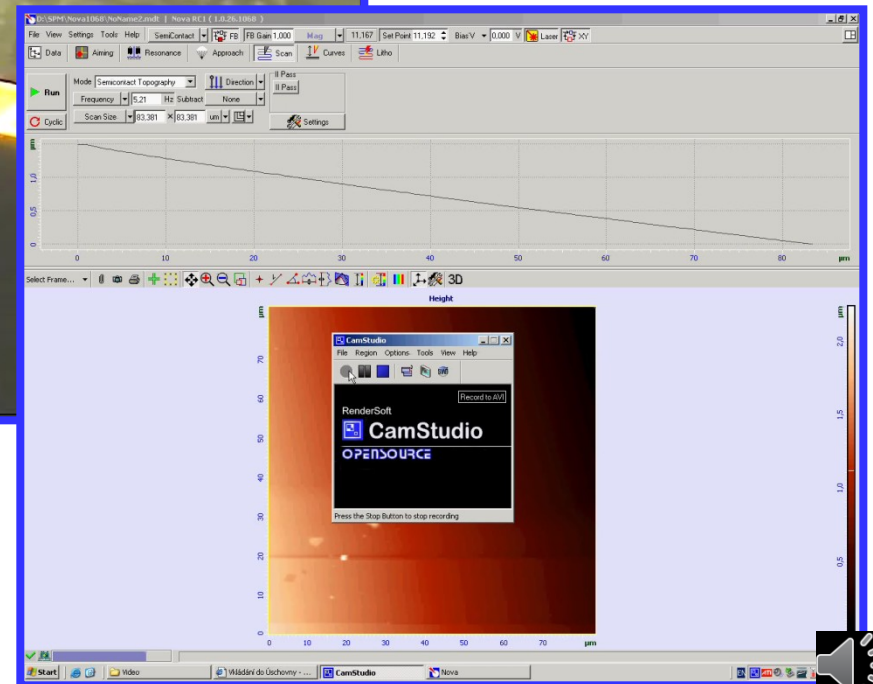 D:\SPM\Nova1068\NoName2.mdt | Nova RC1 ( 1.0.26.1068 )
File View Settings Tools Help SemiContact FB FB Gain 1,000 Mag 11,167 Set Point 11,192 Bias V 0,000 V Laser XY
Data Aiming Resonance Approach Scan Curves Litho
Run Mode Semicontact Topography Direction II Pass
Frequency 5,21 Hz Subtract None II Pass
Cyclic Scan Size 83,381 × 83,381 um Settings
µm
1,0
0,5
0
0 10 20 30 40 50 60 70 80 µm
Select Frame... 3D
Height
µm
70
60
50
40
30
20
10
0
0 10 20 30 40 50 60 70 µm
µm
2,0
1,5
1,0
0,5
CamStudio
File Region Options Tools View Help
Record to AVI
RenderSoft
CamStudio
OPENSOURCE
Press the Stop Button to stop recording
Start Video Vkládání do Úschovny - ... CamStudio Nova